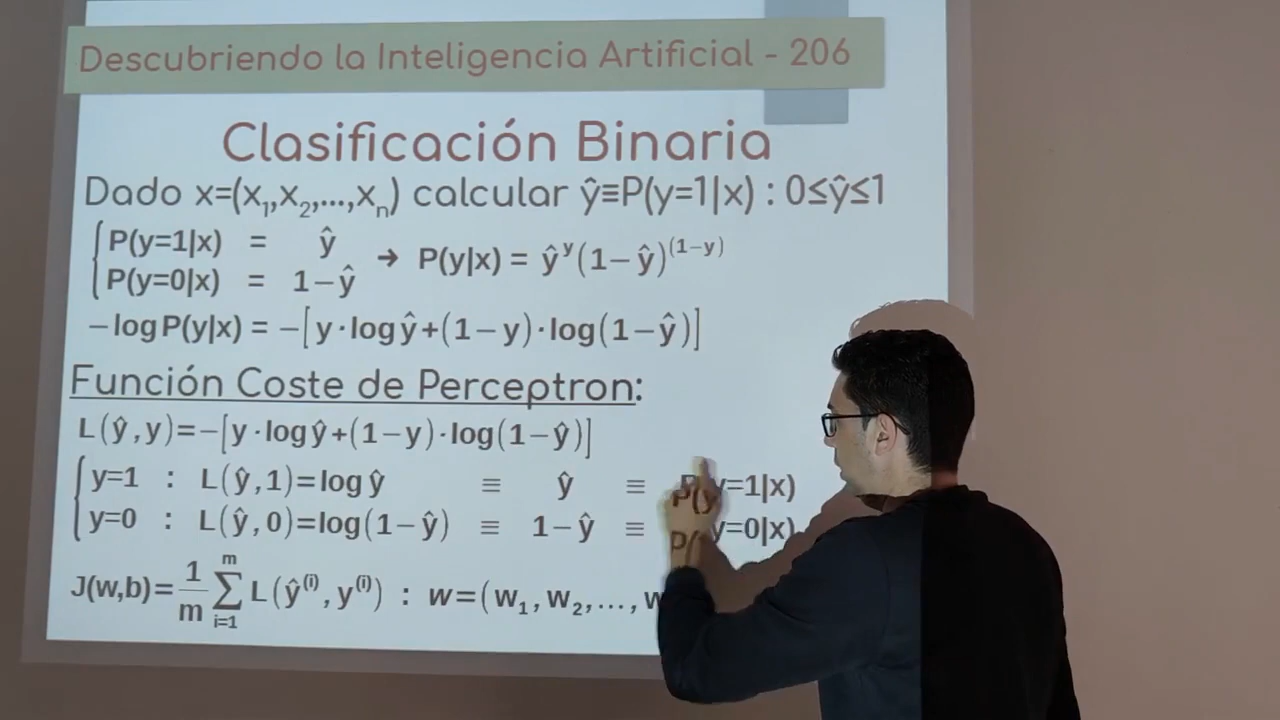 Descubriendo la Inteligencia Artificial - 206
Clasificación Binaria
Dado x=(x₁,x₂,...,xₙ) calcular ŷ≡P(y=1|x) : 0≤ŷ≤1
P(y=1|x) = ŷ
P(y=0|x) = 1−ŷ
→ P(y|x) = ŷʸ(1−ŷ)⁽¹⁻ʸ⁾
−log P(y|x) = −[y·log ŷ+(1−y)·log(1−ŷ)]
Función Coste de Perceptron:
L(ŷ,y)=−[y·log ŷ+(1−y)·log(1−ŷ)]
y=1 : L(ŷ,1)=log ŷ ≡ ŷ ≡ P(y=1|x)
y=0 : L(ŷ,0)=log(1−ŷ) ≡ 1−ŷ ≡ P(y=0|x)
J(w,b)=1/m ∑ᵢ₌₁ᵐ L(ŷ⁽ⁱ⁾,y⁽ⁱ⁾) : w=(w₁,w₂,...,w